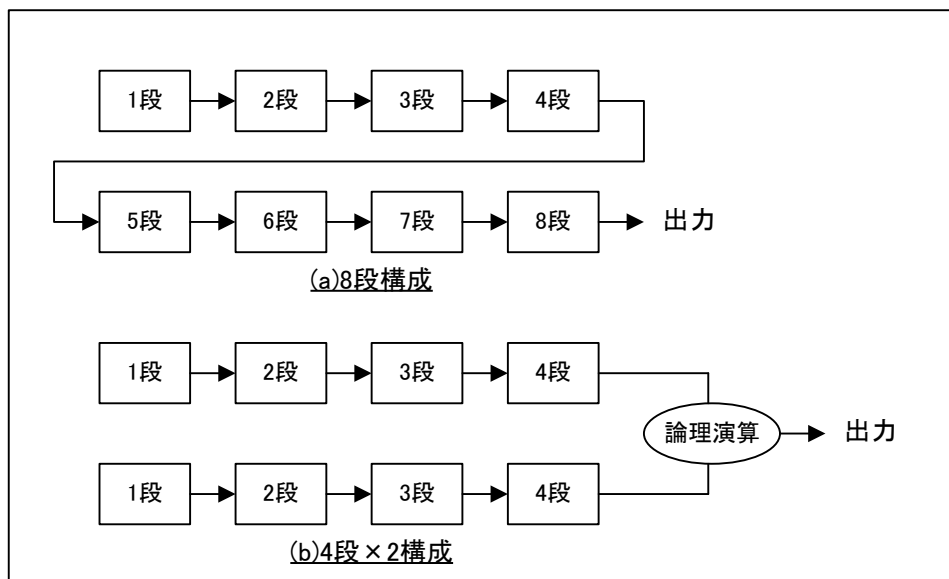 1段 2段 3段 4段
5段 6段 7段 8段 出力
(a)8段構成
1段 2段 3段 4段
論理演算 出力
1段 2段 3段 4段
(b)4段×2構成